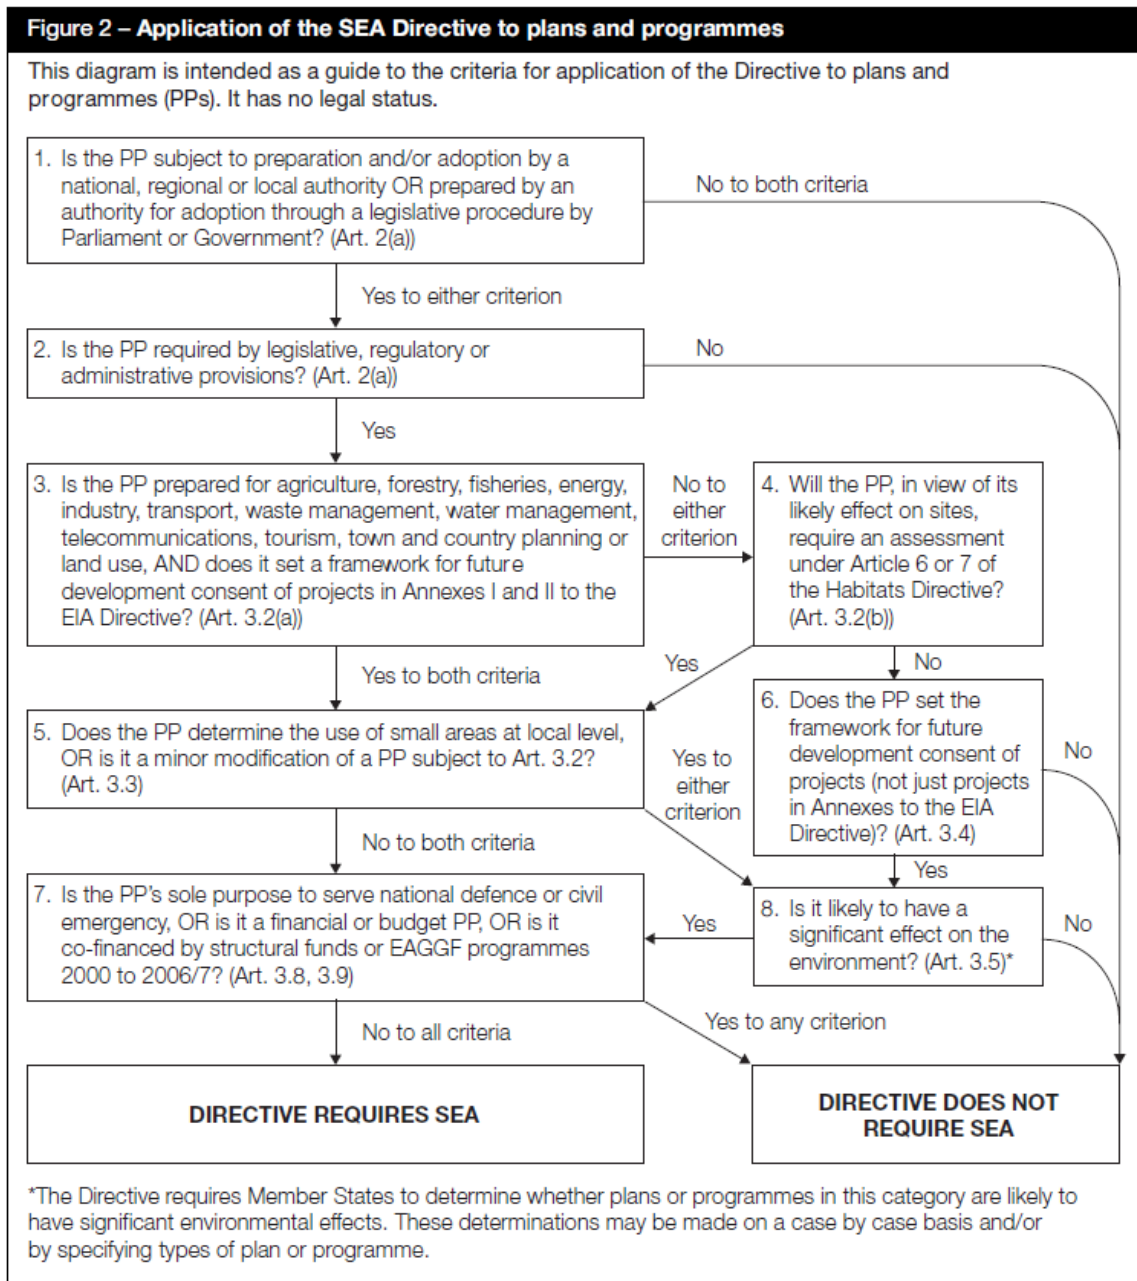 Figure 2 – Application of the SEA Directive to plans and programmes
This diagram is intended as a guide to the criteria for application of the Directive to plans and
programmes (PPs). It has no legal status.
1. Is the PP subject to preparation and/or adoption by a
national, regional or local authority OR prepared by an
authority for adoption through a legislative procedure by
Parliament or Government? (Art. 2(a))
No to both criteria
Yes to either criterion
2. Is the PP required by legislative, regulatory or
administrative provisions? (Art. 2(a))
No
Yes
3. Is the PP prepared for agriculture, forestry, fisheries, energy,
industry, transport, waste management, water management,
telecommunications, tourism, town and country planning or
land use, AND does it set a framework for future
development consent of projects in Annexes I and II to the
EIA Directive? (Art. 3.2(a))
No to
either
criterion
4. Will the PP, in view of its
likely effect on sites,
require an assessment
under Article 6 or 7 of
the Habitats Directive?
(Art. 3.2(b))
Yes to both criteria
Yes
No
5. Does the PP determine the use of small areas at local level,
OR is it a minor modification of a PP subject to Art. 3.2?
(Art. 3.3)
Yes to
either
criterion
6. Does the PP set the
framework for future
development consent of
projects (not just projects
in Annexes to the EIA
Directive)? (Art. 3.4)
No
No to both criteria
Yes
7. Is the PP's sole purpose to serve national defence or civil
emergency, OR is it a financial or budget PP, OR is it
co-financed by structural funds or EAGGF programmes
2000 to 2006/7? (Art. 3.8, 3.9)
Yes
8. Is it likely to have a
significant effect on the
environment? (Art. 3.5)*
No
No to all criteria
Yes to any criterion
DIRECTIVE REQUIRES SEA
DIRECTIVE DOES NOT
REQUIRE SEA
*The Directive requires Member States to determine whether plans or programmes in this category are likely to
have significant environmental effects. These determinations may be made on a case by case basis and/or
by specifying types of plan or programme.